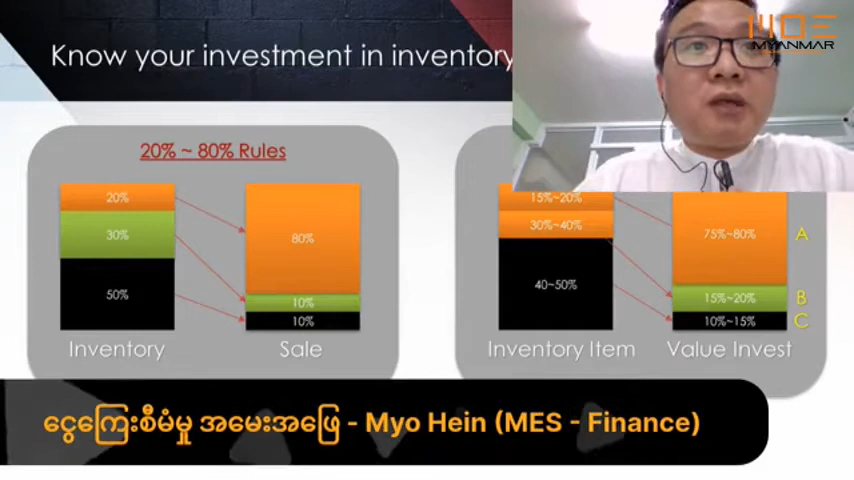 Know your investment in inventory
MOE
MYANMAR
20% ~ 80% Rules
20%
30%
50%
80%
10%
10%
Inventory
Sale
15%~20%
30%~40%
40~50%
75%~80%
15%~20%
10%~15%
A
B
C
Inventory Item
Value Invest
ငွေကြေးစီမံမှု အမေးအဖြေ - Myo Hein (MES - Finance)